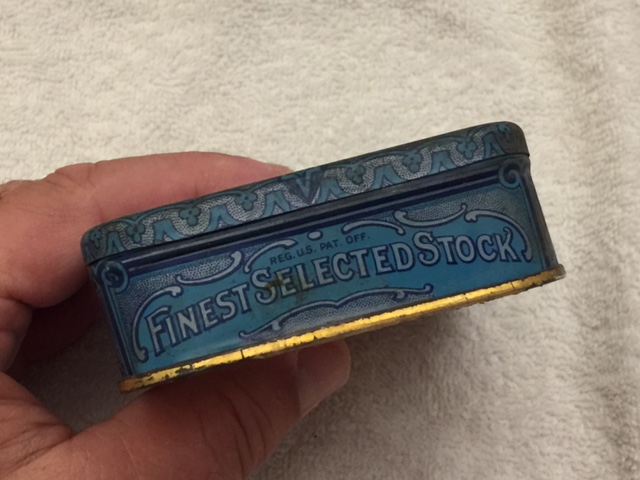 REG. U.S. PAT. OFF.
FINEST SELECTED STOCK